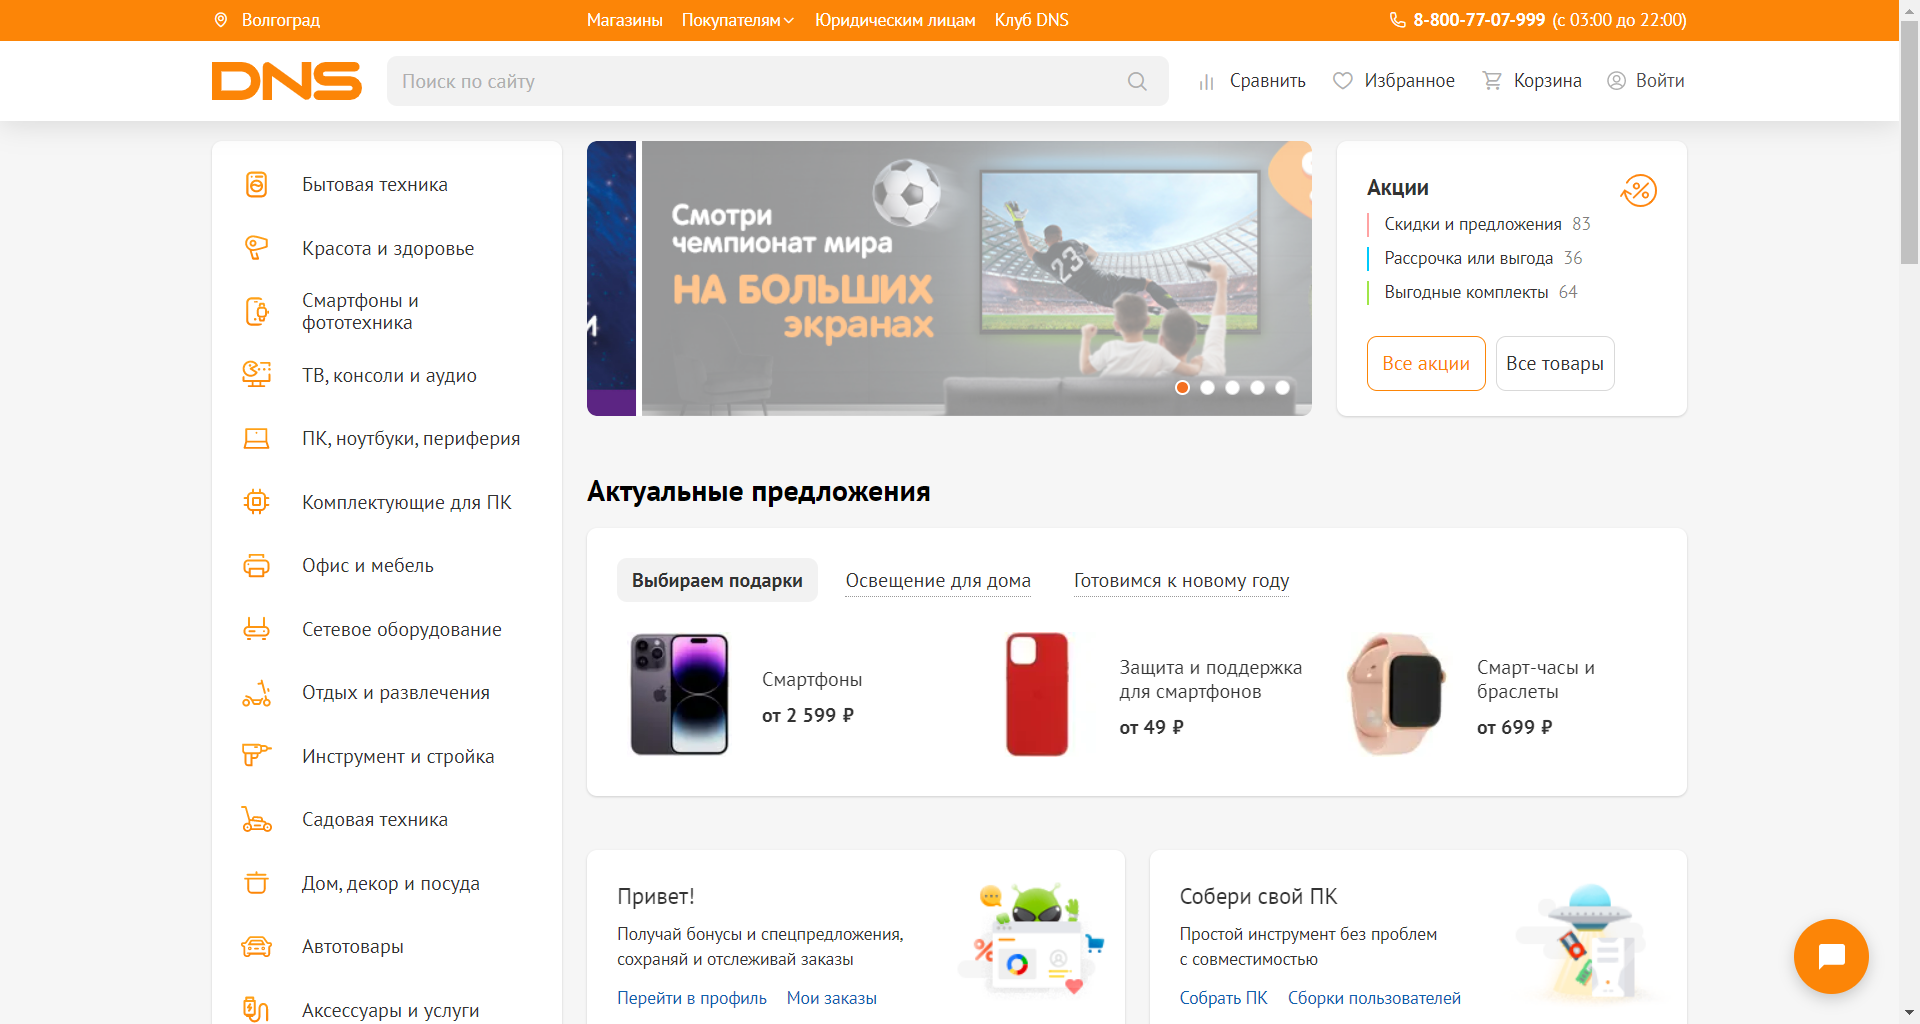 Волгоград
Магазины Покупателям Юридическим лицам Клуб DNS
8-800-77-07-999 (с 03:00 до 22:00)
DNS
Поиск по сайту
Сравнить Избранное Корзина Войти
Бытовая техника
Красота и здоровье
Смартфоны и
фототехника
ТВ, консоли и аудио
ПК, ноутбуки, периферия
Комплектующие для ПК
Офис и мебель
Сетевое оборудование
Отдых и развлечения
Инструмент и стройка
Садовая техника
Дом, декор и посуда
Автотовары
Аксессуары и услуги
и
Смотри
чемпионат мира
НА БОЛЬШИХ
экранах
23
Акции
Скидки и предложения 83
Рассрочка или выгода 36
Выгодные комплекты 64
Все акции Все товары
Актуальные предложения
Выбираем подарки Освещение для дома Готовимся к новому году
Смартфоны
от 2 599 ₽
Защита и поддержка
для смартфонов
от 49 ₽
Смарт-часы и
браслеты
от 699 ₽
Привет!
Получай бонусы и спецпредложения,
сохраняй и отслеживай заказы
Перейти в профиль Мои заказы
Собери свой ПК
Простой инструмент без проблем
с совместимостью
Собрать ПК Сборки пользователей